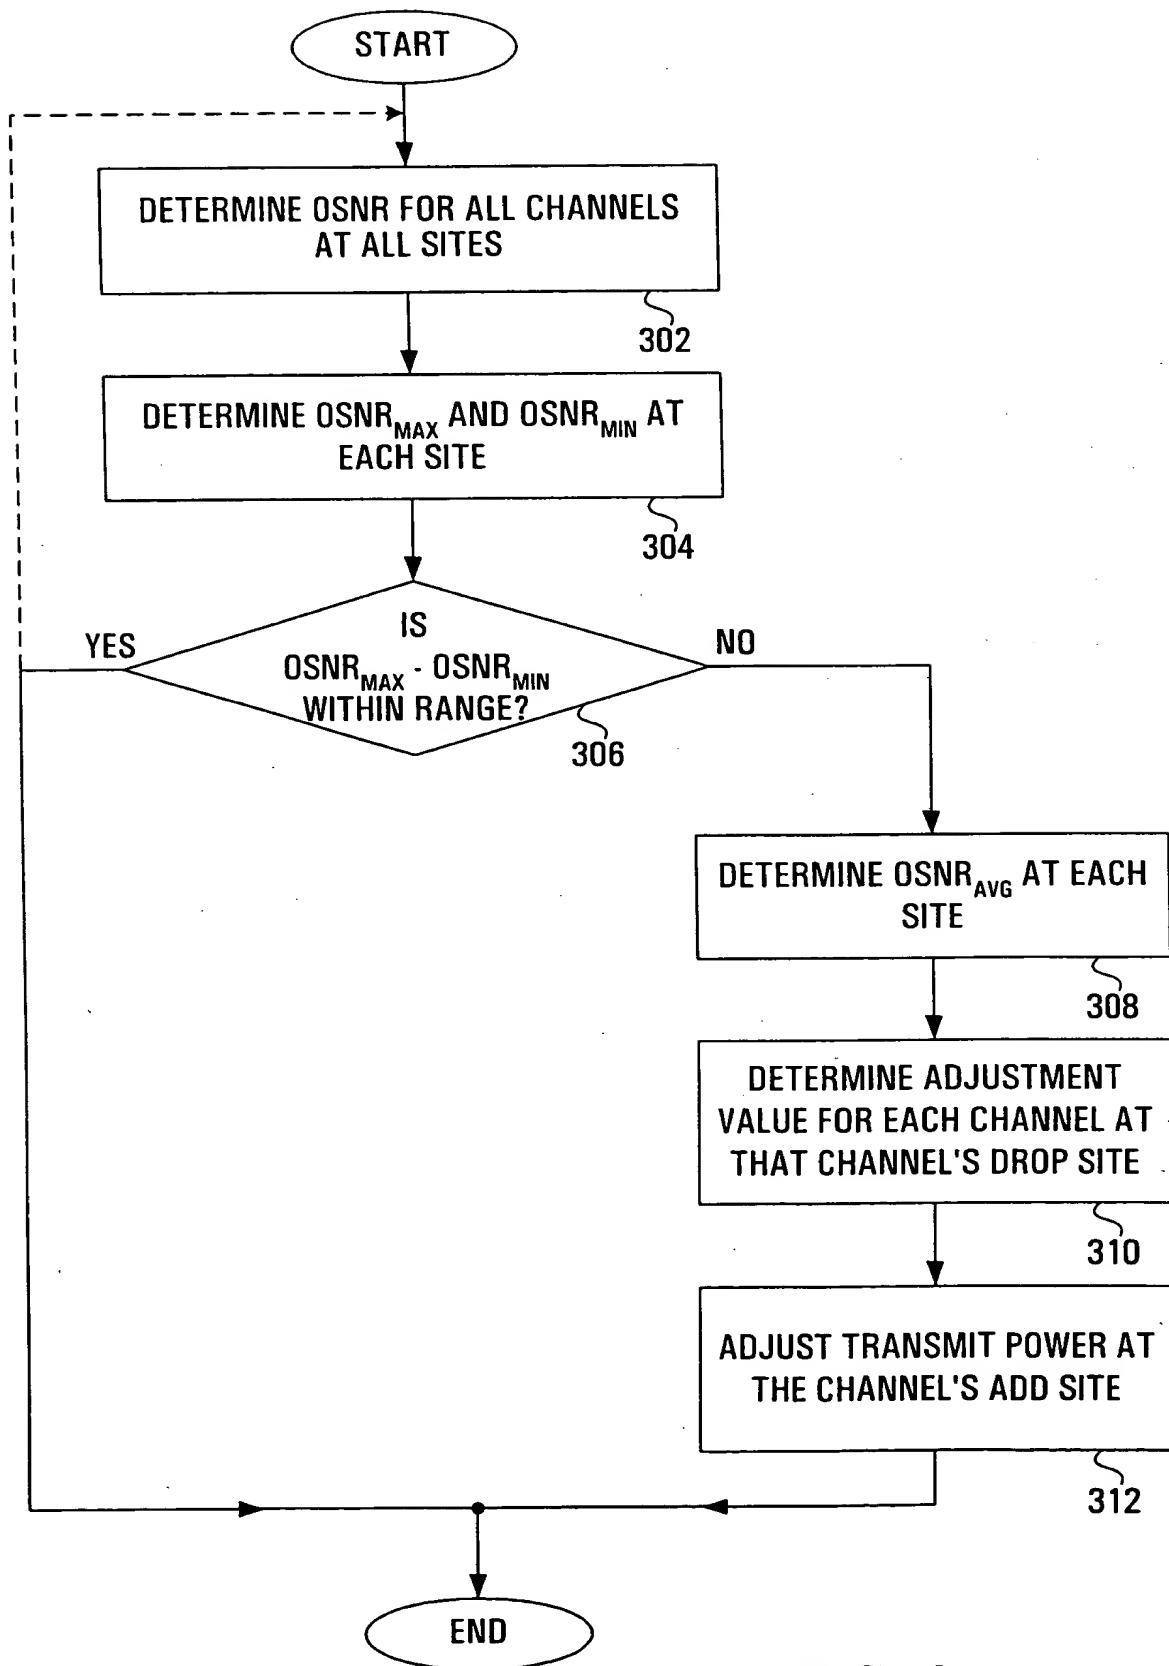 START
DETERMINE OSNR FOR ALL CHANNELS
AT ALL SITES
302
DETERMINE OSNRMAX AND OSNRMIN AT
EACH SITE
304
YES
IS
OSNRMAX - OSNRMIN
WITHIN RANGE?
306
NO
DETERMINE OSNRAVG AT EACH
SITE
308
DETERMINE ADJUSTMENT
VALUE FOR EACH CHANNEL AT
THAT CHANNEL'S DROP SITE
310
ADJUST TRANSMIT POWER AT
THE CHANNEL'S ADD SITE
312
END